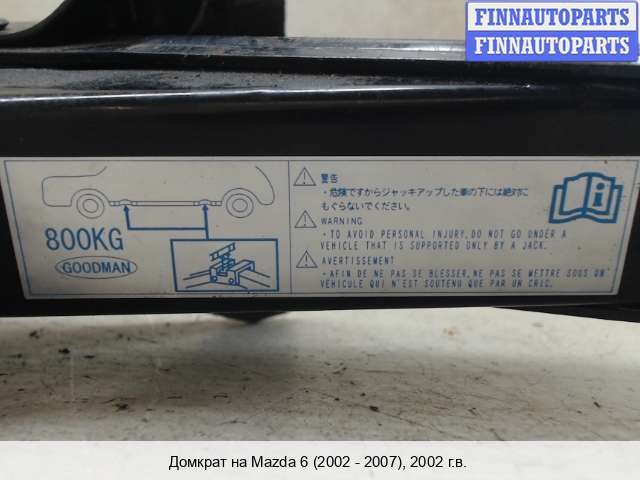 FINNAUTOPARTS
FINNAUTOPARTS
800KG
GOODMAN
警告
・危険ですからジャッキアップした車の下には絶対に
もぐらないでください。
WARNING
・TO AVOID PERSONAL INJURY,DO NOT GO UNDER A
VEHICLE THAT IS SUPPORTED ONLY BY A JACK.
AVERTISSEMENT
・AFIN DE NE PAS SE BLESSER,NE PAS SE METTRE SOUS UN
VEHICULE QUI N'EST SOUTENU QUE PAR UN CRIC.
Домкрат на Mazda 6 (2002 - 2007), 2002 г.в.